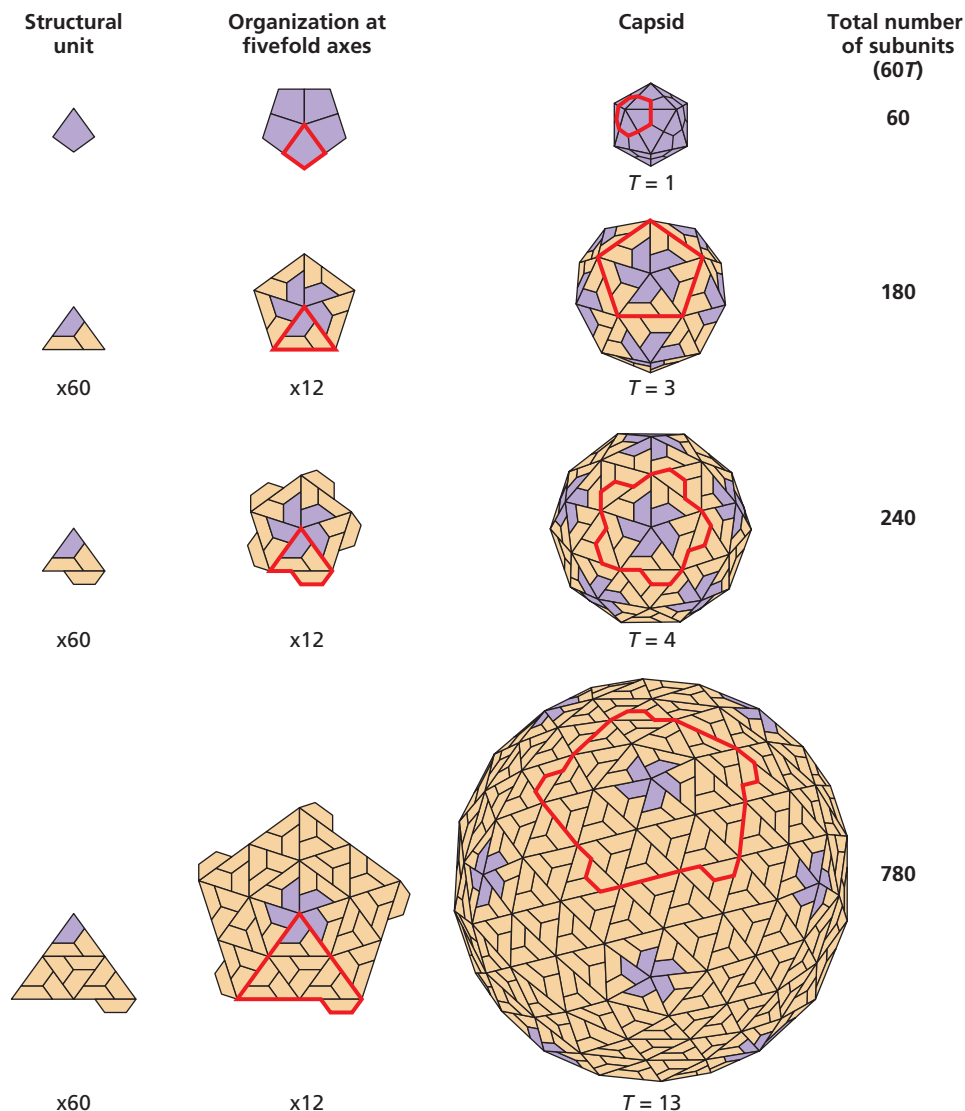 Structural
unit
Organization at
fivefold axes
Capsid
Total number
of subunits
(60T)
60
T = 1
180
x60
x12
T = 3
240
x60
x12
T = 4
780
x60
x12
T = 13